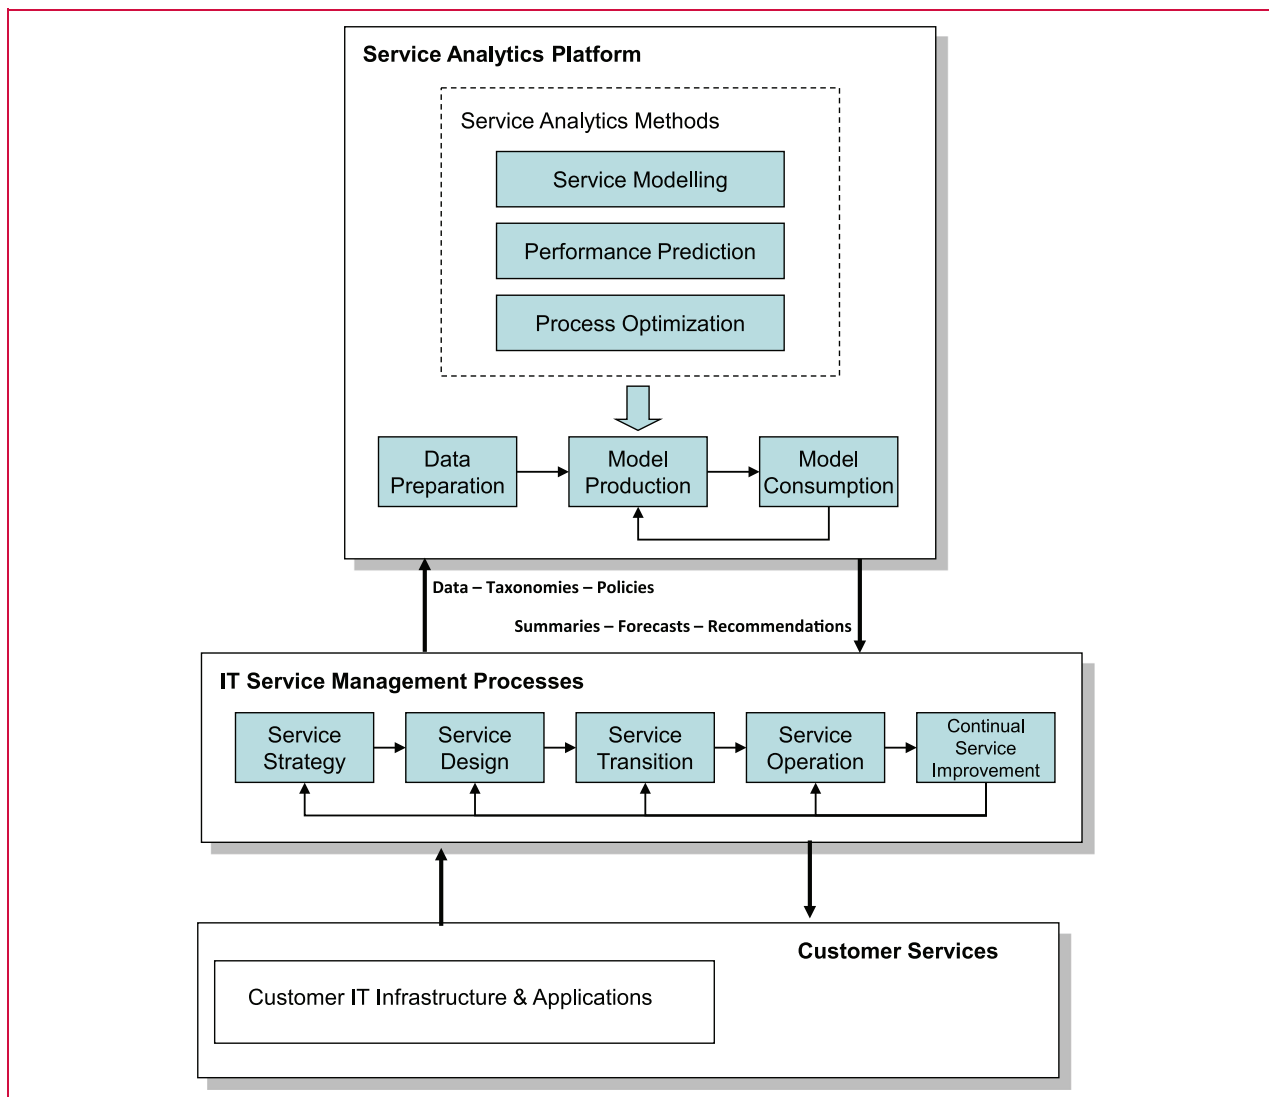 Service Analytics Platform
Service Analytics Methods
Service Modelling
Performance Prediction
Process Optimization
Data
Preparation
Model
Production
Model
Consumption
Data – Taxonomies – Policies
Summaries – Forecasts – Recommendations
IT Service Management Processes
Service
Strategy
Service
Design
Service
Transition
Service
Operation
Continual
Service
Improvement
Customer Services
Customer IT Infrastructure & Applications